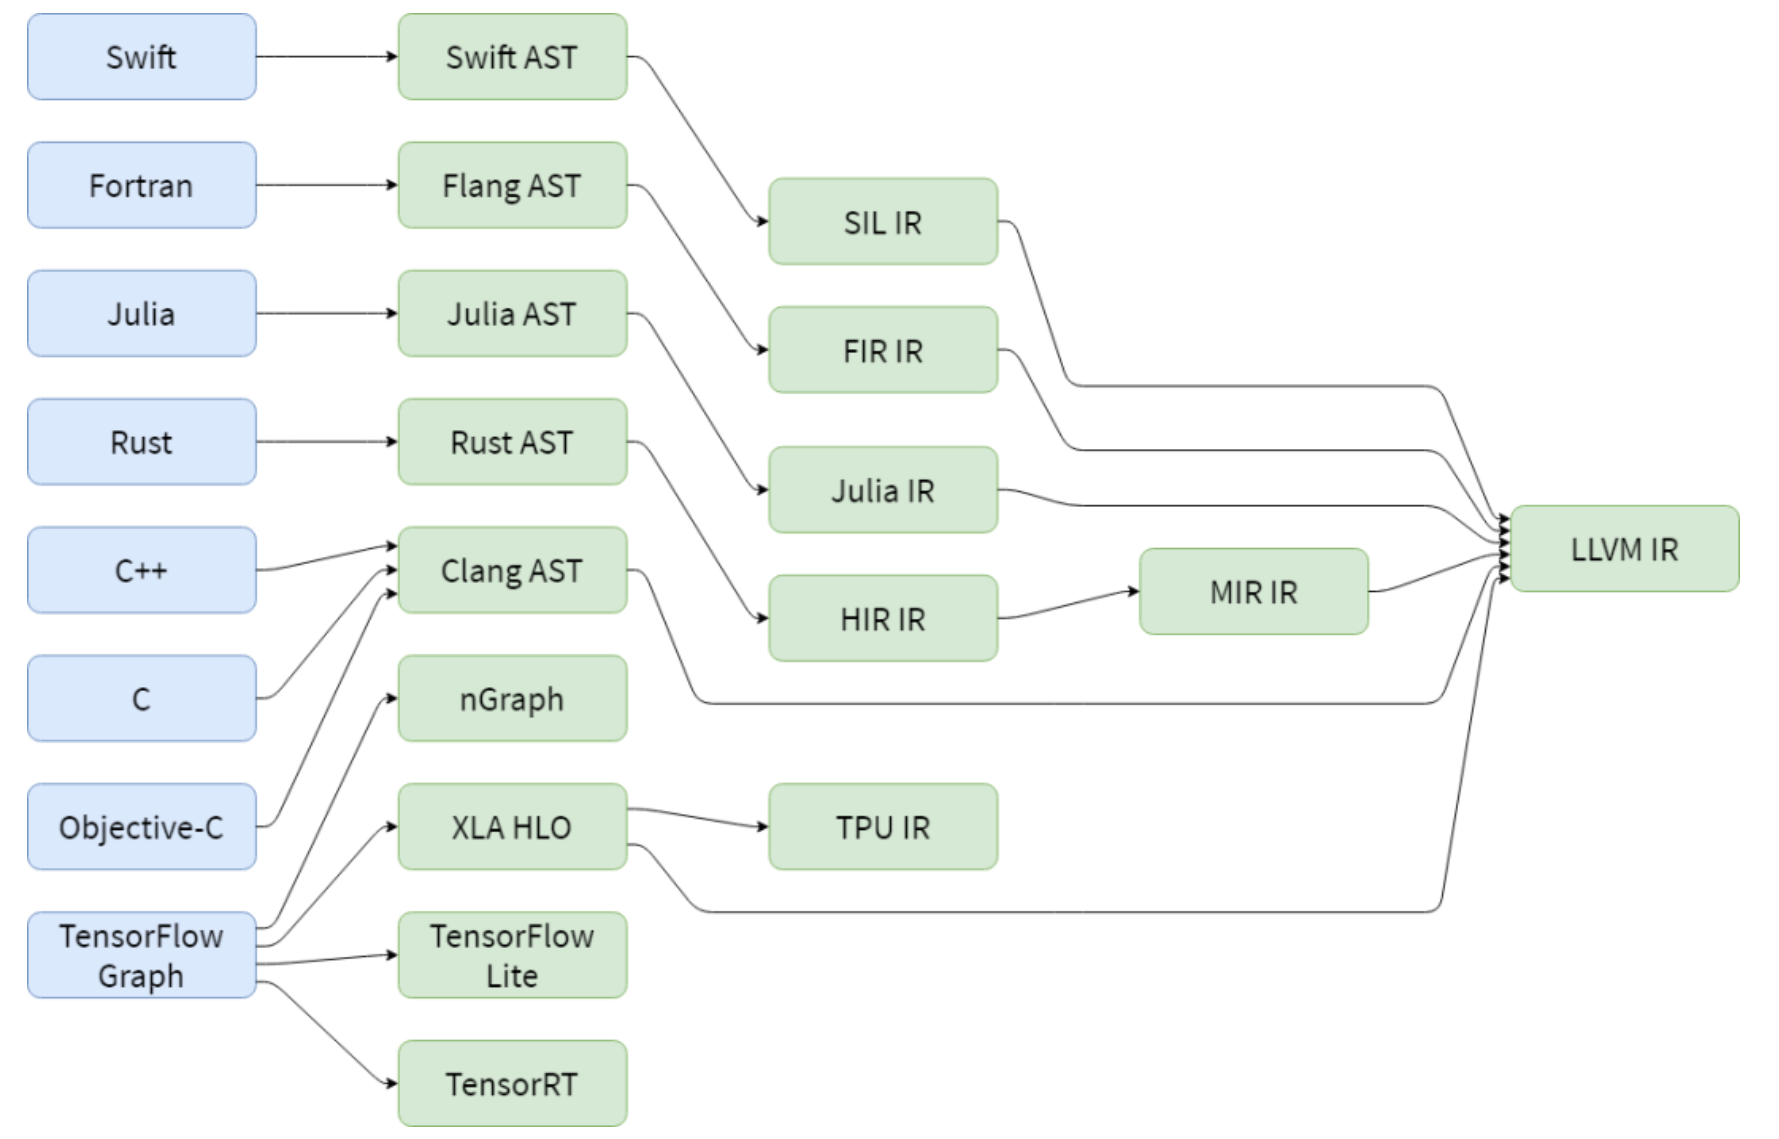 Swift
Swift AST
Fortran
Flang AST
SIL IR
Julia
Julia AST
FIR IR
Rust
Rust AST
Julia IR
LLVM IR
C++
Clang AST
HIR IR
MIR IR
C
nGraph
Objective-C
XLA HLO
TPU IR
TensorFlow
Graph
TensorFlow
Lite
TensorRT